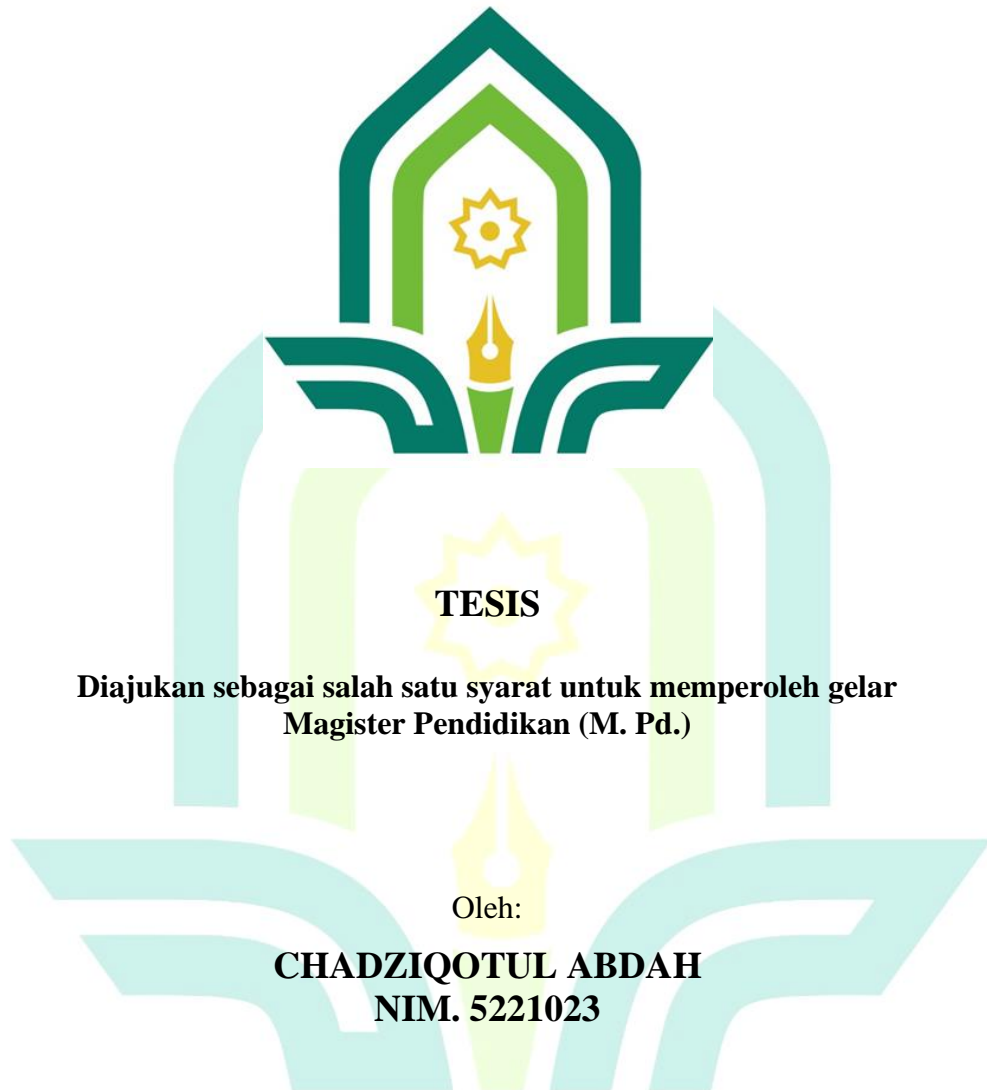 TESIS
Diajukan sebagai salah satu syarat untuk memperoleh gelar
Magister Pendidikan (M. Pd.)
Oleh:
CHADZIQOTUL ABDAH
NIM. 5221023